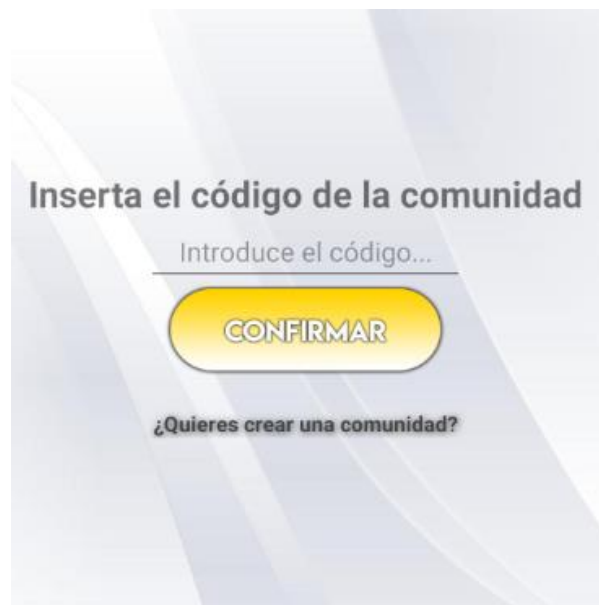 Inserta el código de la comunidad
Introduce el código...
CONFIRMAR
¿Quieres crear una comunidad?